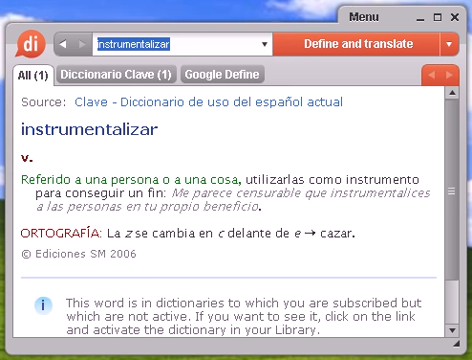 Menu
di
instrumentalizar
Define and translate
All (1)
Diccionario Clave (1)
Google Define
Source: Clave - Diccionario de uso del español actual
instrumentalizar
v.
Referido a una persona o a una cosa, utilizarlas como instrumento
para conseguir un fin: Me parece censurable que instrumentalices
a las personas en tu propio beneficio.
ORTOGRAFÍA: La z se cambia en c delante de e → cazar.
© Ediciones SM 2006
i
This word is in dictionaries to which you are subscribed but
which are not active. If you want to see it, click on the link
and activate the dictionary in your Library.